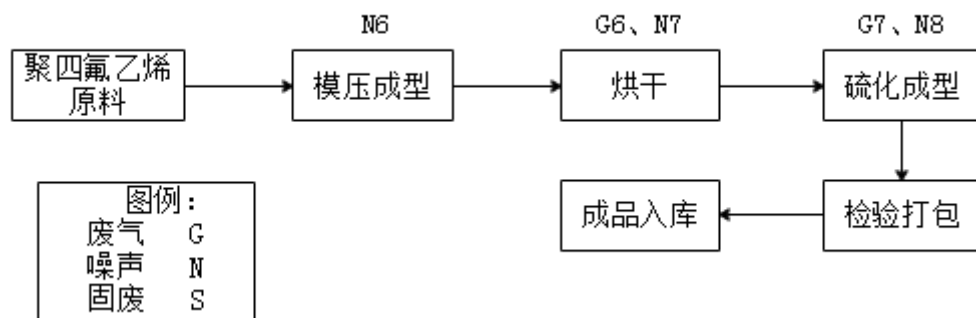 N6
G6、N7
G7、N8
聚四氟乙烯
原料
模压成型
烘干
硫化成型
图例：
废气 G
噪声 N
固废 S
成品入库
检验打包